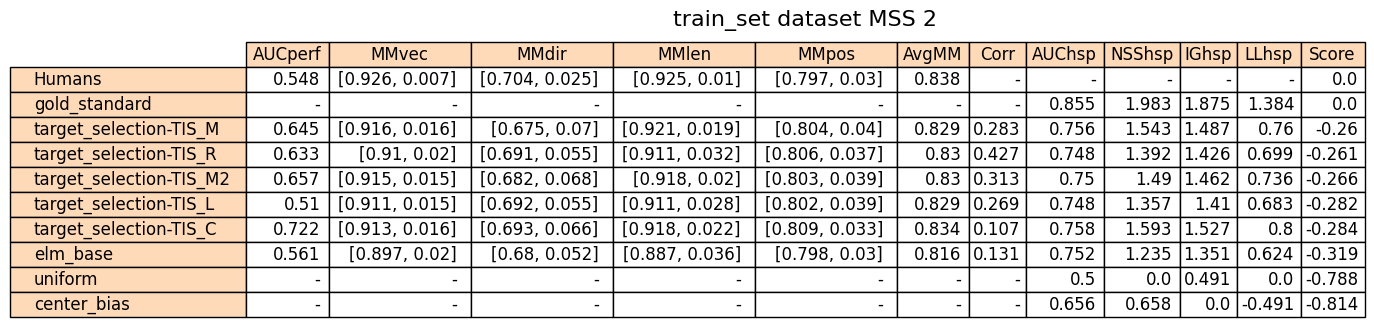 train_set dataset MSS 2
AUCperf MMvec MMdir MMlen MMpos AvgMM Corr AUChsp NSShsp IGhsp LLhsp Score
Humans 0.548 [0.926, 0.007] [0.704, 0.025] [0.925, 0.01] [0.797, 0.03] 0.838 - - - - - 0.0
gold_standard - - - - - - - 0.855 1.983 1.875 1.384 0.0
target_selection-TIS_M 0.645 [0.916, 0.016] [0.675, 0.07] [0.921, 0.019] [0.804, 0.04] 0.829 0.283 0.756 1.543 1.487 0.76 -0.26
target_selection-TIS_R 0.633 [0.91, 0.02] [0.691, 0.055] [0.911, 0.032] [0.806, 0.037] 0.83 0.427 0.748 1.392 1.426 0.699 -0.261
target_selection-TIS_M2 0.657 [0.915, 0.015] [0.682, 0.068] [0.918, 0.02] [0.803, 0.039] 0.83 0.313 0.75 1.49 1.462 0.736 -0.266
target_selection-TIS_L 0.51 [0.911, 0.015] [0.692, 0.055] [0.911, 0.028] [0.802, 0.039] 0.829 0.269 0.748 1.357 1.41 0.683 -0.282
target_selection-TIS_C 0.722 [0.913, 0.016] [0.693, 0.066] [0.918, 0.022] [0.809, 0.033] 0.834 0.107 0.758 1.593 1.527 0.8 -0.284
elm_base 0.561 [0.897, 0.02] [0.68, 0.052] [0.887, 0.036] [0.798, 0.03] 0.816 0.131 0.752 1.235 1.351 0.624 -0.319
uniform - - - - - - - 0.5 0.0 0.491 0.0 -0.788
center_bias - - - - - - - 0.656 0.658 0.0 -0.491 -0.814